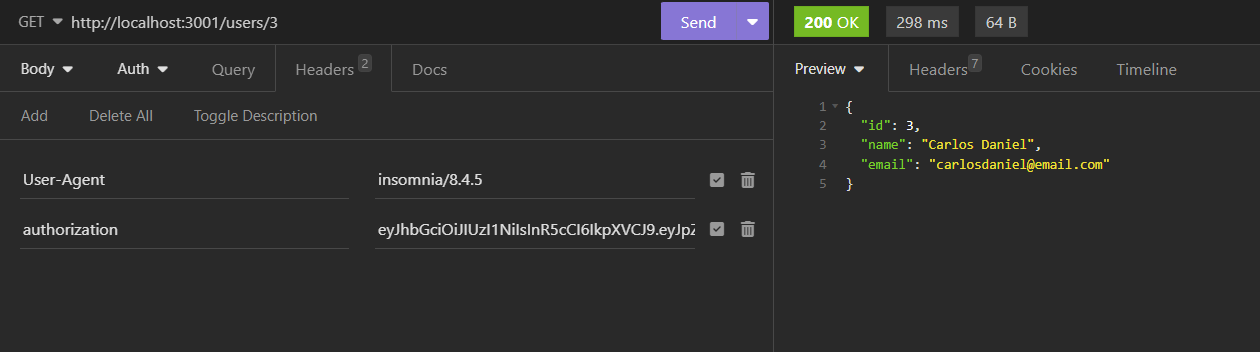 GET http://localhost:3001/users/3 Send
Body Auth Query Headers 2 Docs
Add Delete All Toggle Description
User-Agent insomnia/8.4.5
authorization eyJhbGciOiJIUzI1NiIsInR5cCI6IkpXVCJ9.eyJpZ
200 OK 298 ms 64 B
Preview Headers 7 Cookies Timeline
1 {
2 "id": 3,
3 "name": "Carlos Daniel",
4 "email": "carlosdaniel@email.com"
5 }